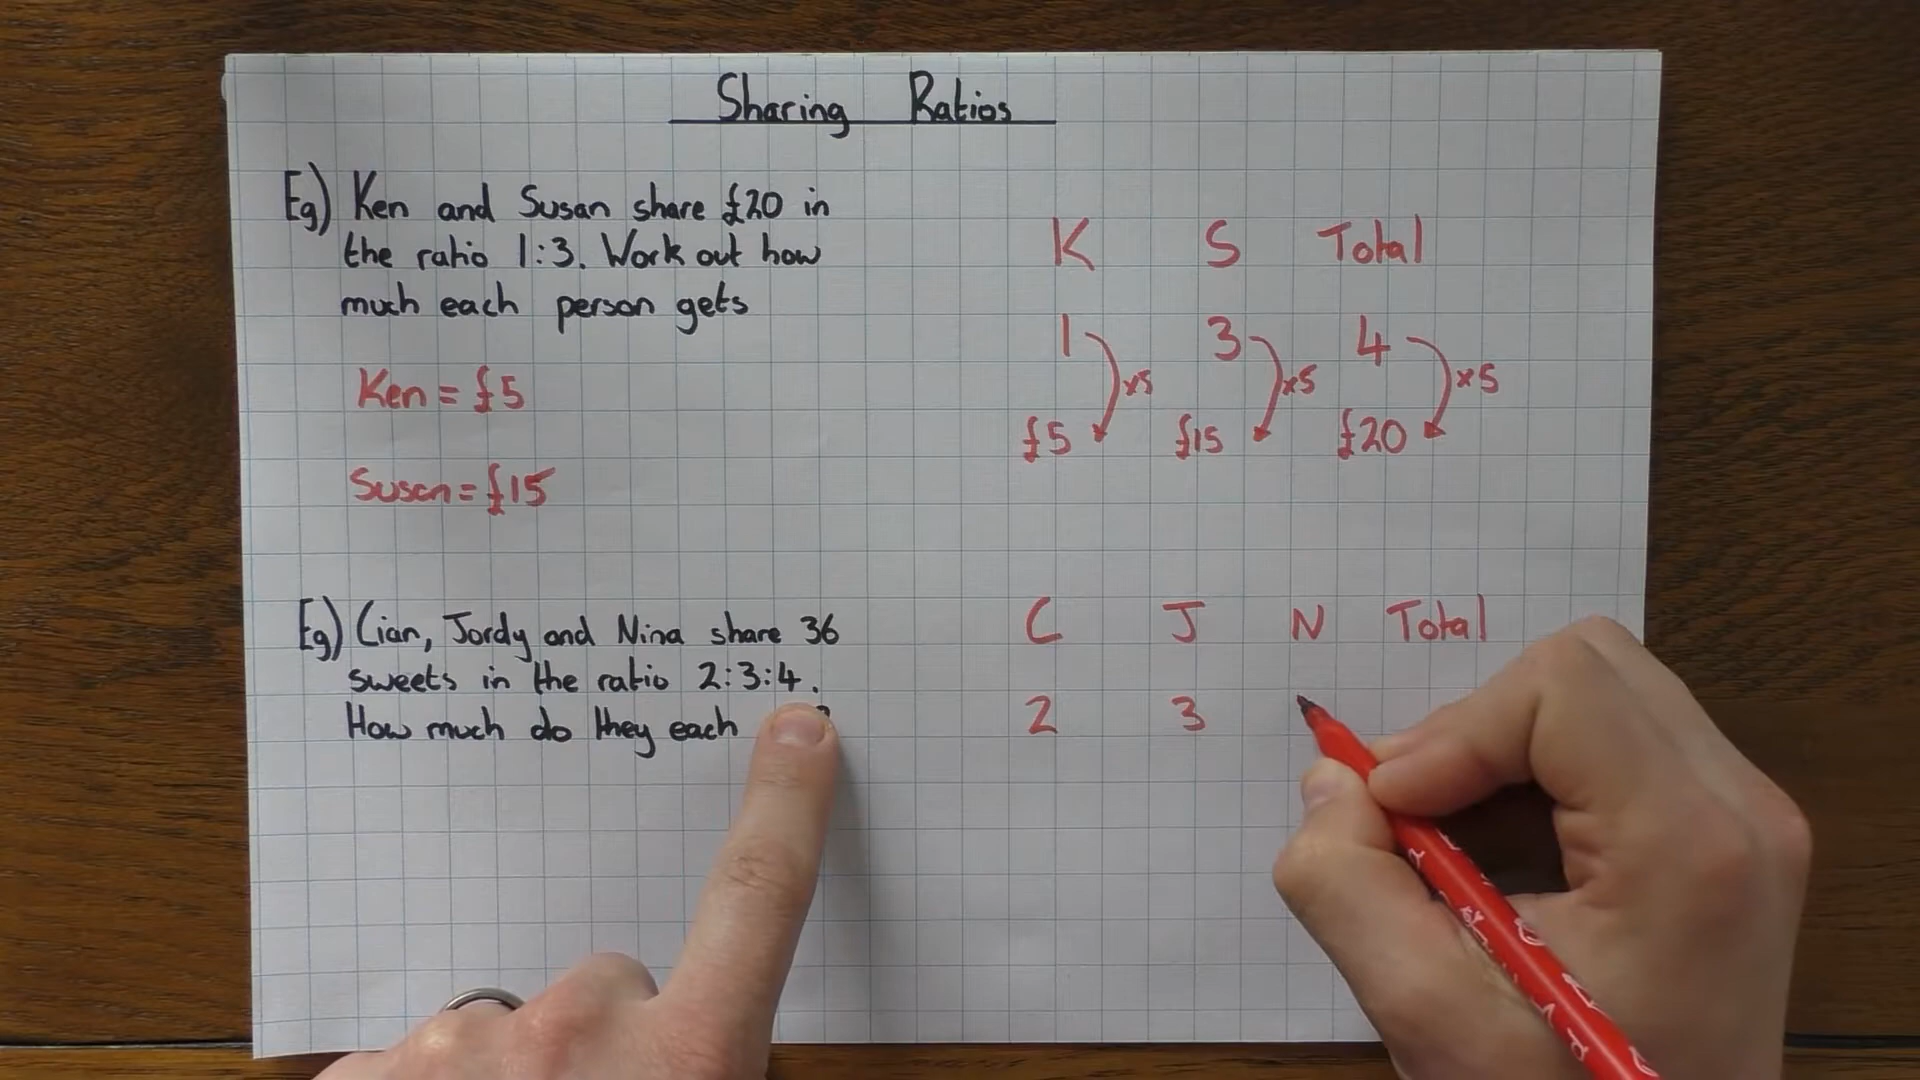 Sharing Ratios
Eg) Ken and Susan share £20 in
the ratio 1:3. Work out how
much each person gets
Ken = £5
Susan = £15
K S Total
1 3 4
×5 ×5 ×5
£5 £15 £20
Eg) Cian, Jordy and Nina share 36
sweets in the ratio 2:3:4.
How much do they each
C J N Total
2 3